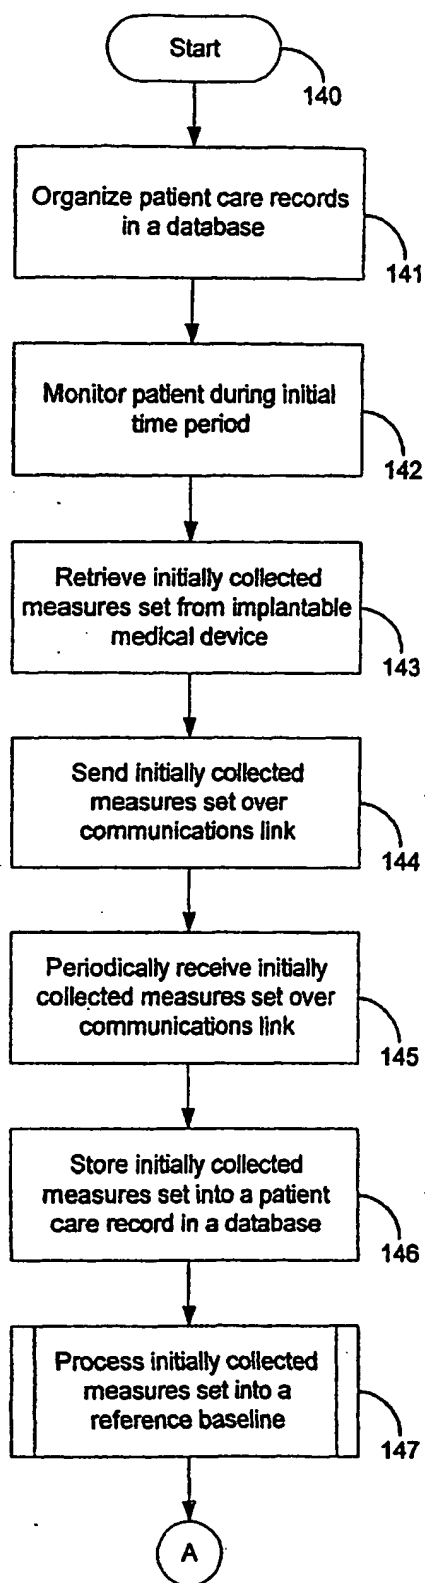 Start
140
Organize patient care records
in a database
141
Monitor patient during initial
time period
142
Retrieve initially collected
measures set from implantable
medical device
143
Send initially collected
measures set over
communications link
144
Periodically receive initially
collected measures set over
communications link
145
Store initially collected
measures set into a patient
care record in a database
146
Process initially collected
measures set into a
reference baseline
147
A